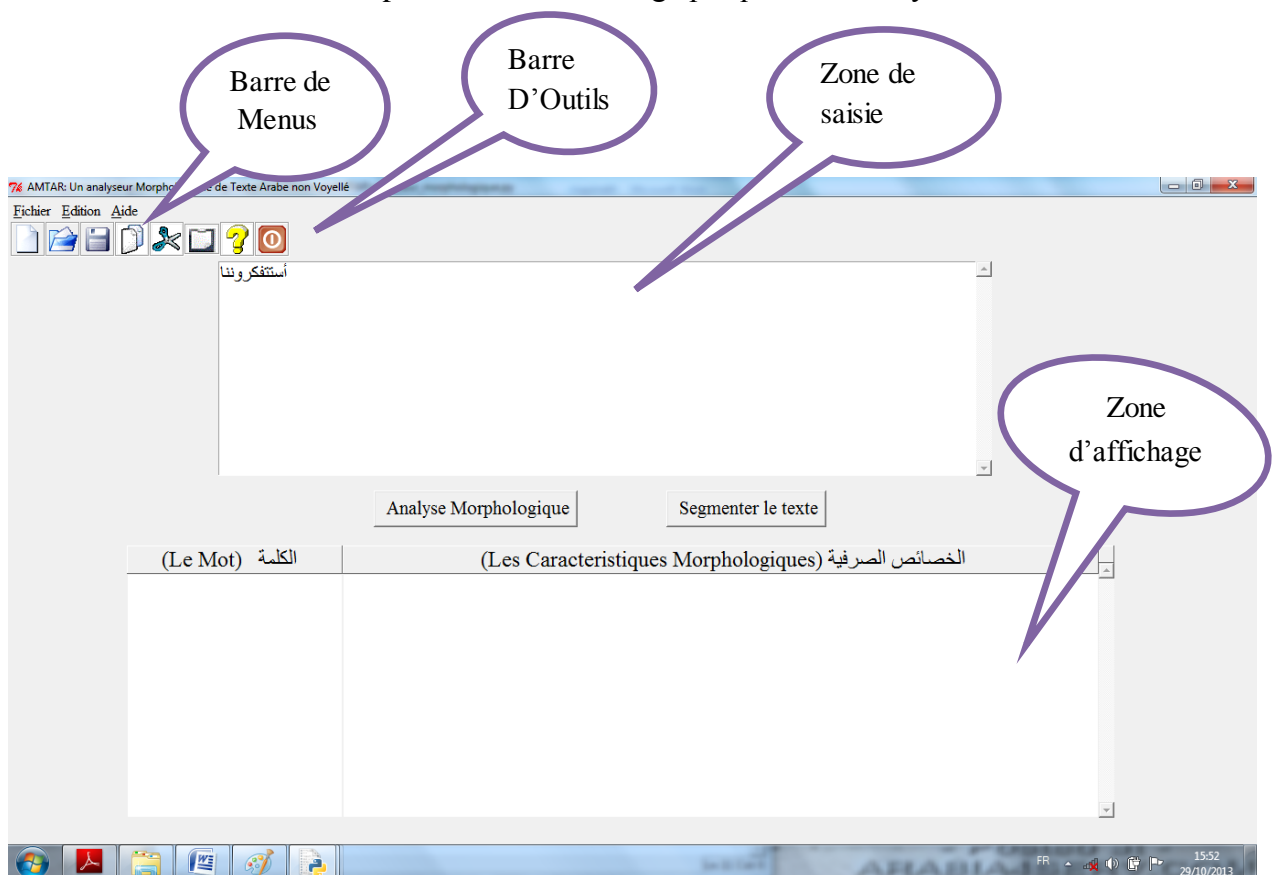 Barre de
Menus
Barre
D’Outils
Zone de
saisie
AMTAR: Un analyseur Morpho e de Texte Arabe non Voyellé
Fichier Edition Aide
أستتفكروننا
Zone
d’affichage
Analyse Morphologique
Segmenter le texte
(Le Mot) الكلمة
(Les Caracteristiques Morphologiques) الخصائص الصرفية
FR
15:52
29/10/2013